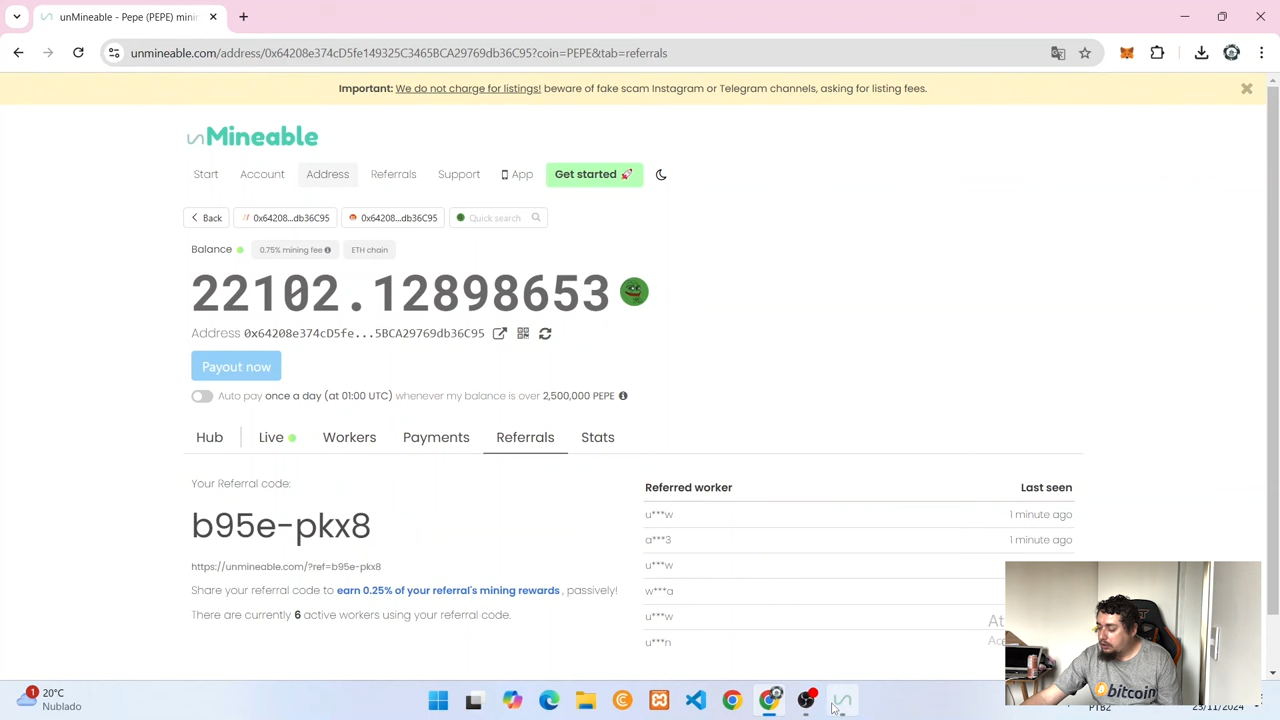 unMineable - Pepe (PEPE) mini
unmineable.com/address/0x64208e374cD5fe149325C3465BCA29769db36C95?coin=PEPE&tab=referrals
Important: We do not charge for listings! beware of fake scam Instagram or Telegram channels, asking for listing fees.
unMineable
Start Account Address Referrals Support App Get started 🚀
Back 0x64208...db36C95 0x64208...db36C95 Quick search
Balance 0.75% mining fee ETH chain
22102.12898653
Address 0x64208e374cD5fe...5BCA29769db36C95
Payout now
Auto pay once a day (at 01:00 UTC) whenever my balance is over 2,500,000 PEPE
Hub Live Workers Payments Referrals Stats
Your Referral code:
b95e-pkx8
https://unmineable.com/?ref=b95e-pkx8
Share your referral code to earn 0.25% of your referral's mining rewards , passively!
There are currently 6 active workers using your referral code.
Referred worker Last seen
u***w 1 minute ago
a***3 1 minute ago
u***w
w***a
u***w
u***n
bitcoin
1
20°C
Nublado
PTB2
23/11/2024